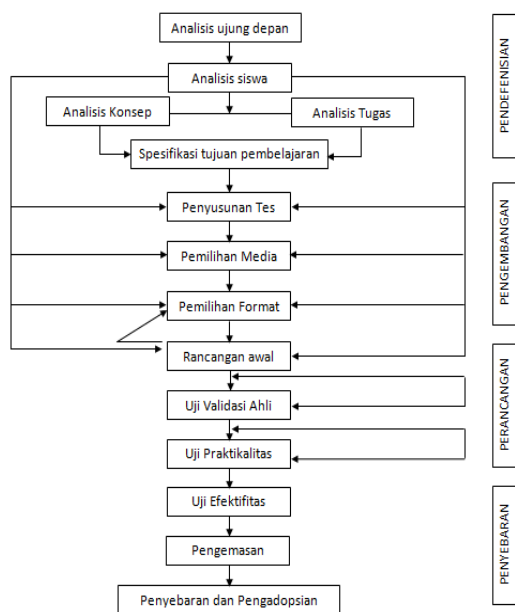 Analisis ujung depan
Analisis siswa
Analisis Konsep
Analisis Tugas
Spesifikasi tujuan pembelajaran
Penyusunan Tes
Pemilihan Media
Pemilihan Format
Rancangan awal
Uji Validasi Ahli
Uji Praktikalitas
Uji Efektifitas
Pengemasan
Penyebaran dan Pengadopsian
PENDEFENISIAN
PENGEMBANGAN
PERANCANGAN
PENYEBARAN